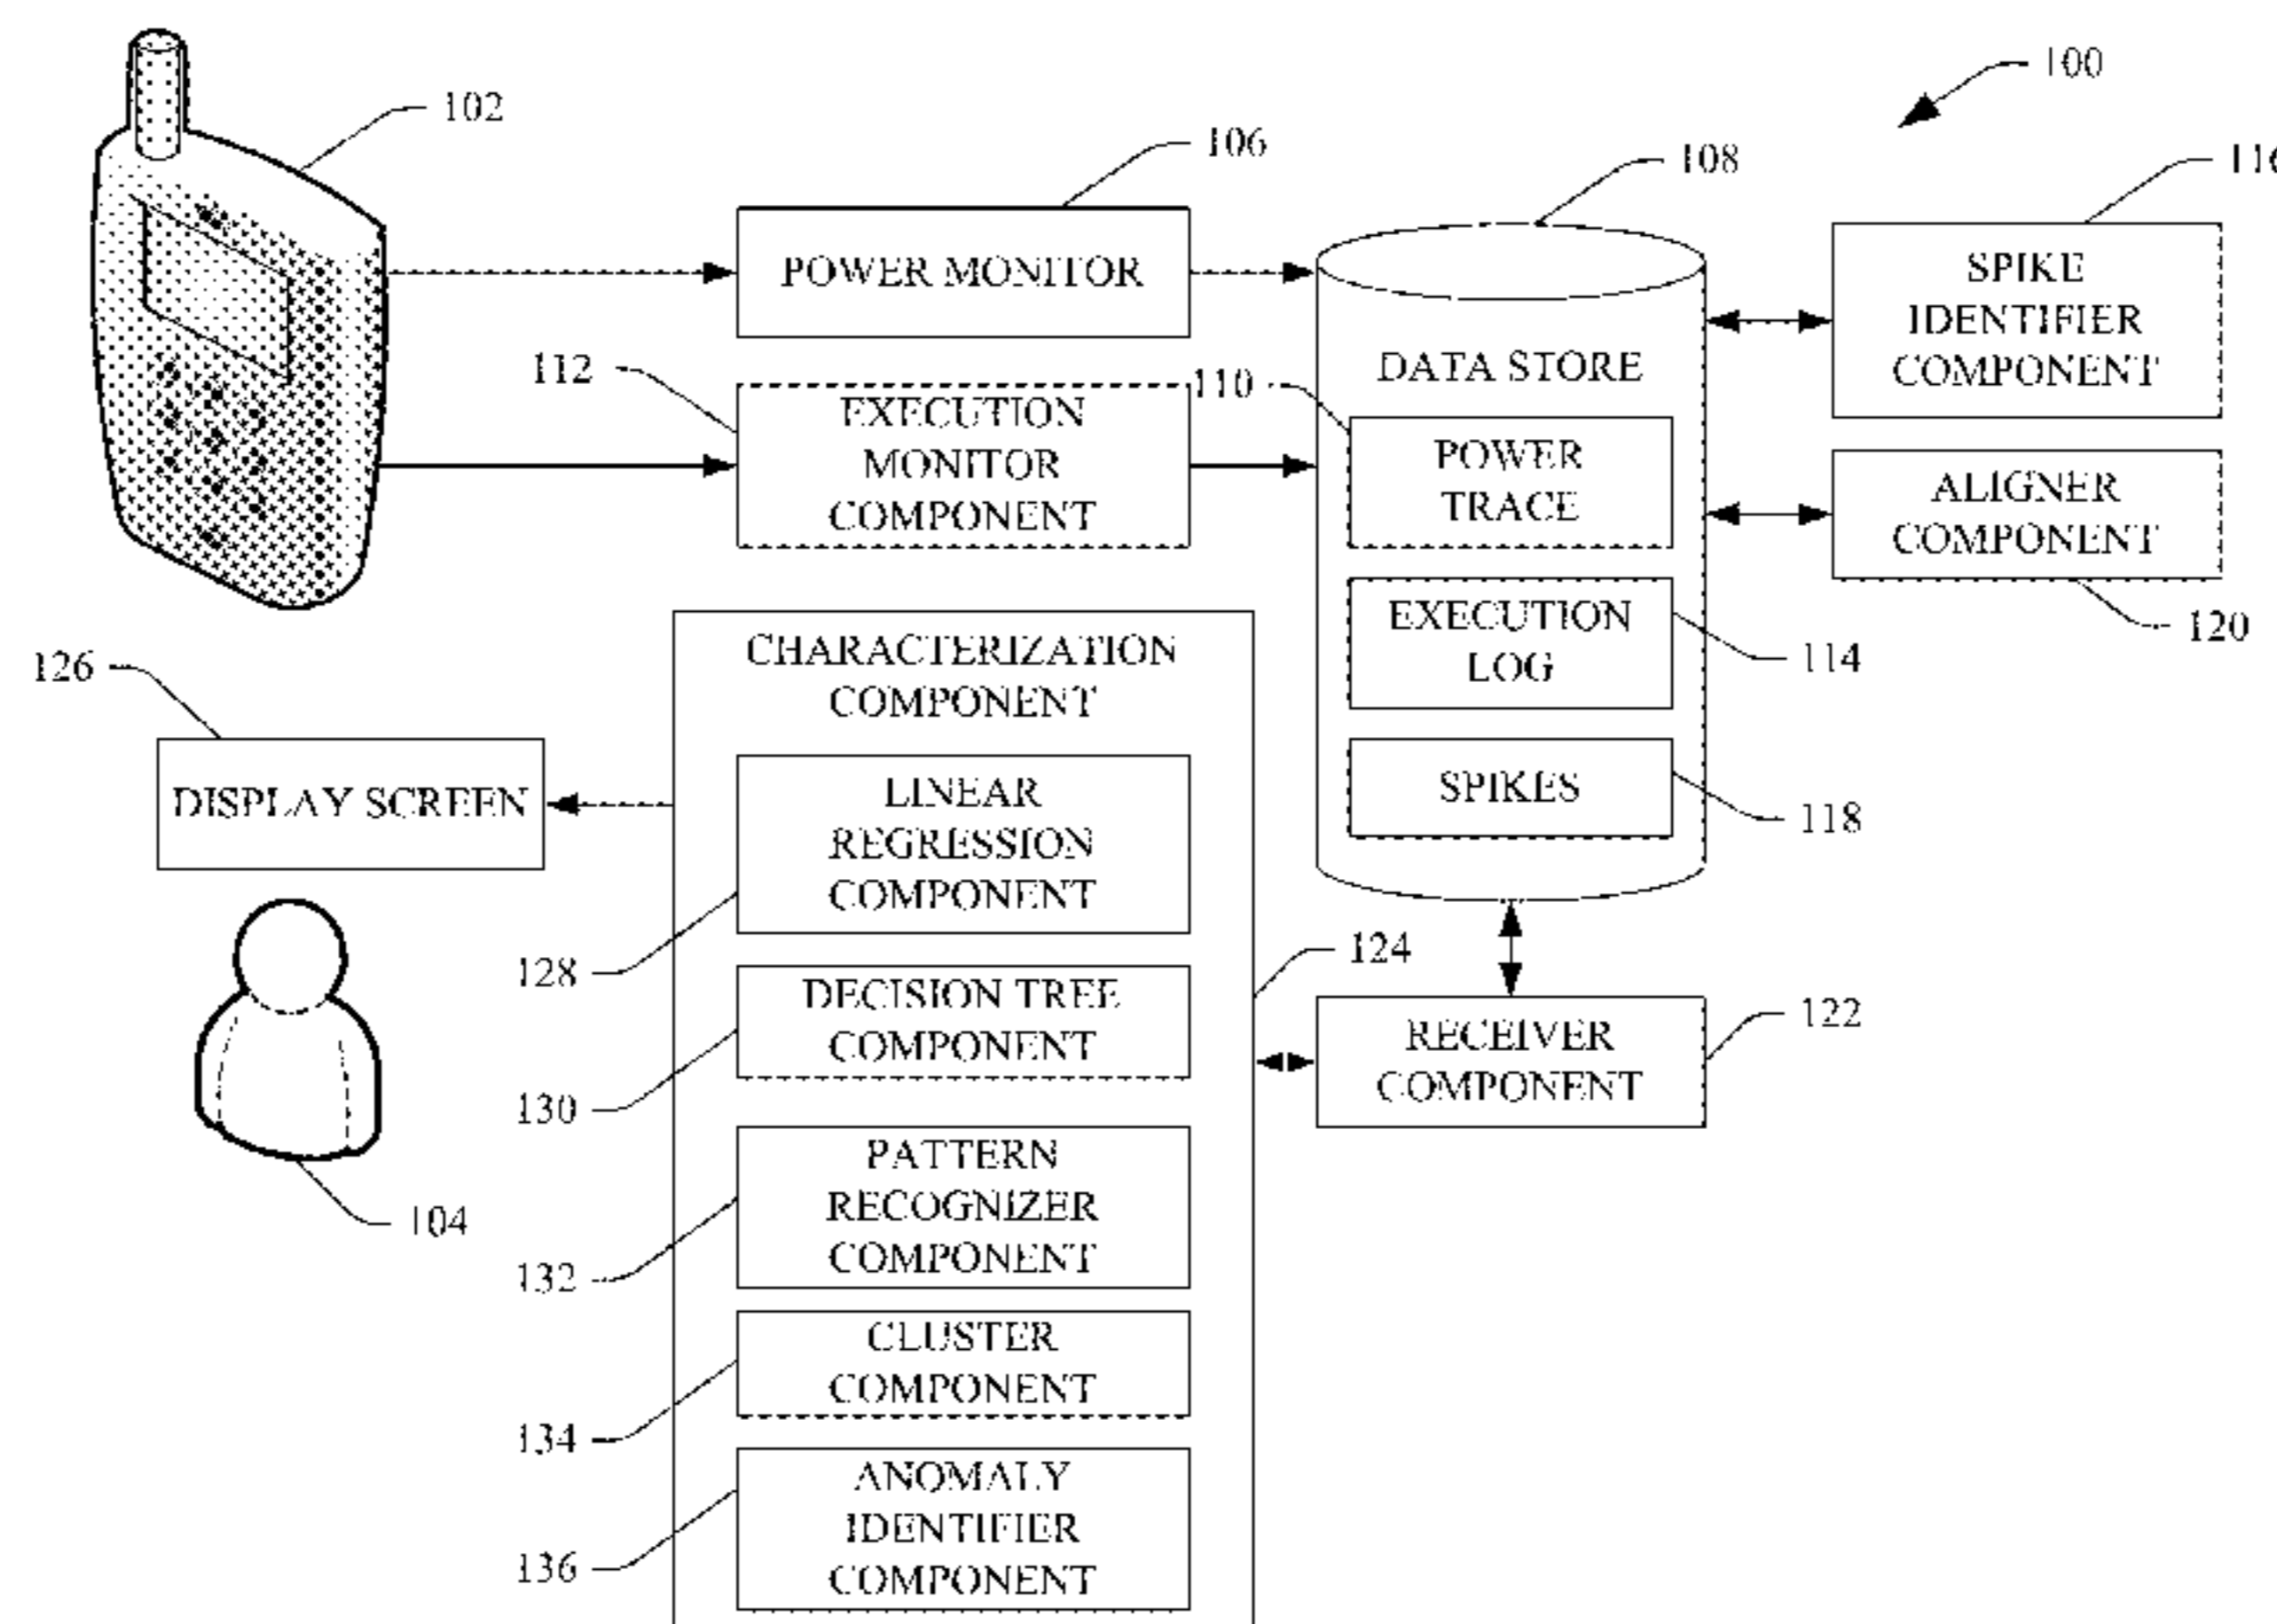 100
102
106
108
116
POWER MONITOR
SPIKE
IDENTIFIER
COMPONENT
112
EXECUTION
MONITOR
COMPONENT
DATA STORE
110
POWER
TRACE
ALIGNER
COMPONENT
120
EXECUTION
LOG
114
SPIKES
118
126
DISPLAY SCREEN
CHARACTERIZATION
COMPONENT
LINEAR
REGRESSION
COMPONENT
128
124
DECISION TREE
COMPONENT
130
RECEIVER
COMPONENT
122
104
PATTERN
RECOGNIZER
COMPONENT
132
CLUSTER
COMPONENT
134
ANOMALY
IDENTIFIER
COMPONENT
136